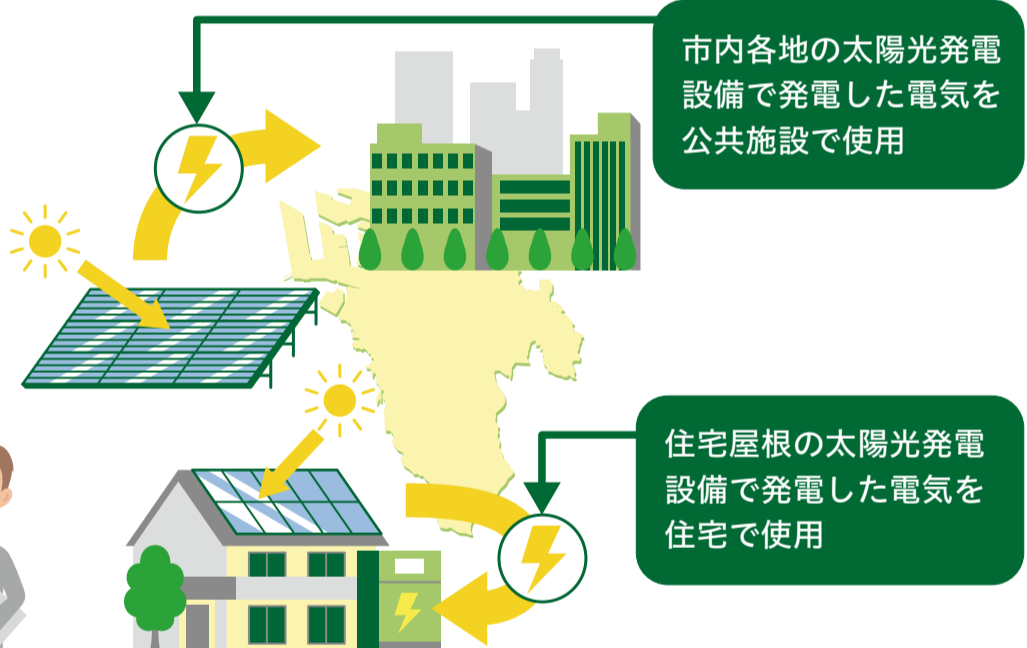 市内各地の太陽光発電
設備で発電した電気を
公共施設で使用
住宅屋根の太陽光発電
設備で発電した電気を
住宅で使用